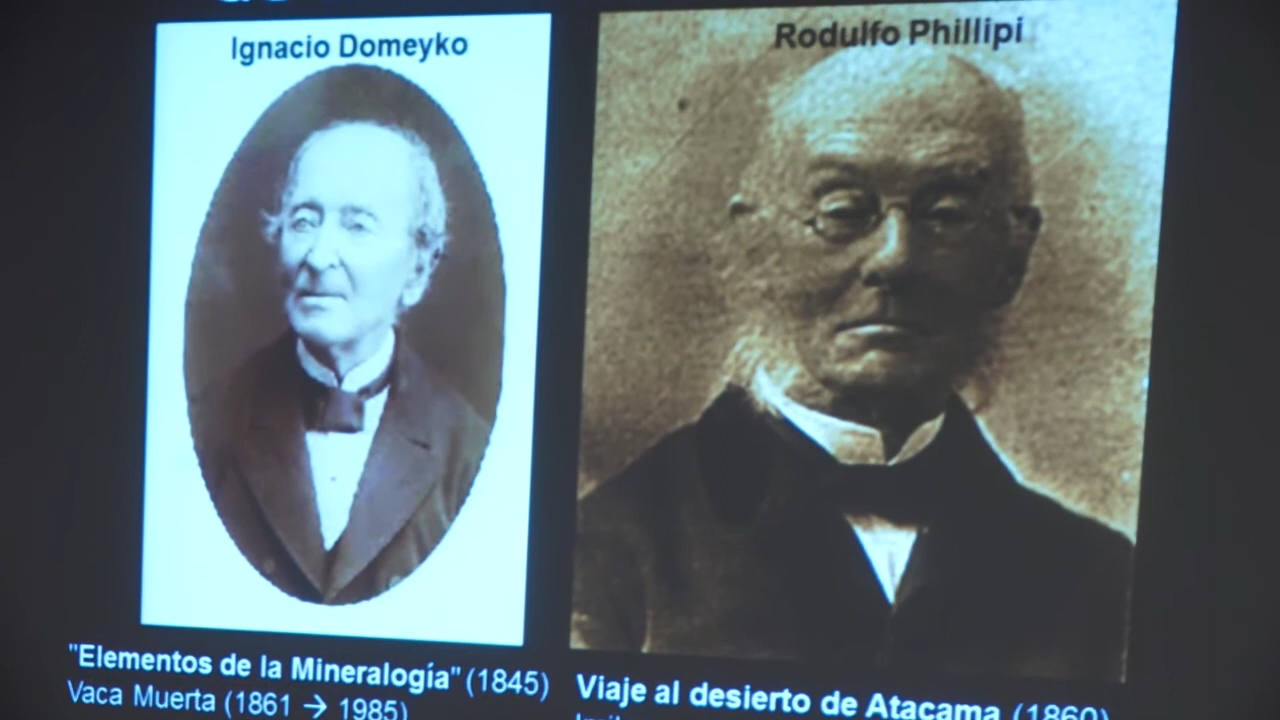 Ignacio Domeyko
Rodulfo Phillipi
"Elementos de la Mineralogía" (1845)
Vaca Muerta (1861 → 1985)
Viaje al desierto de Atacama (1860)